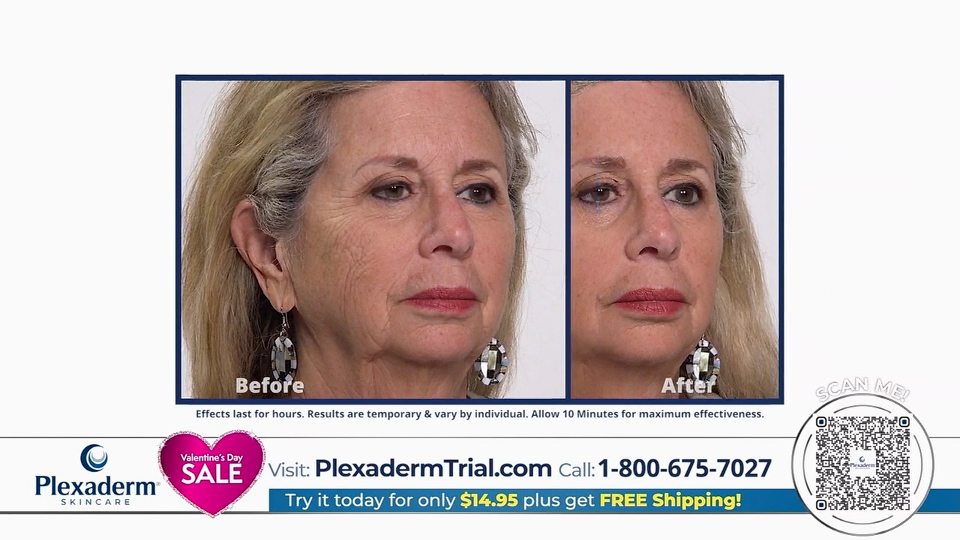 Before
After
Effects last for hours. Results are temporary & vary by individual. Allow 10 Minutes for maximum effectiveness.
SCAN ME!
Plexaderm®
SKINCARE
Valentine's Day
SALE
Visit: PlexadermTrial.com Call: 1-800-675-7027
Try it today for only $14.95 plus get FREE Shipping!
Plexaderm